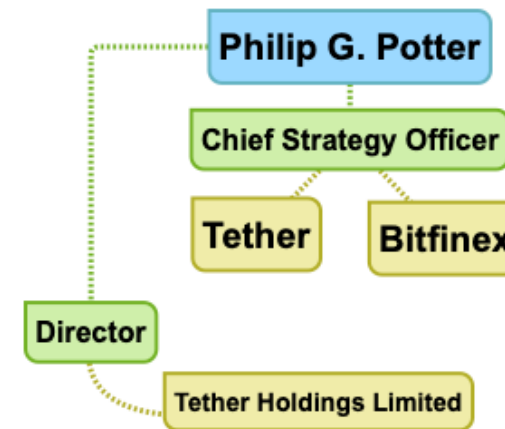 Philip G. Potter
Chief Strategy Officer
Tether
Bitfinex
Director
Tether Holdings Limited